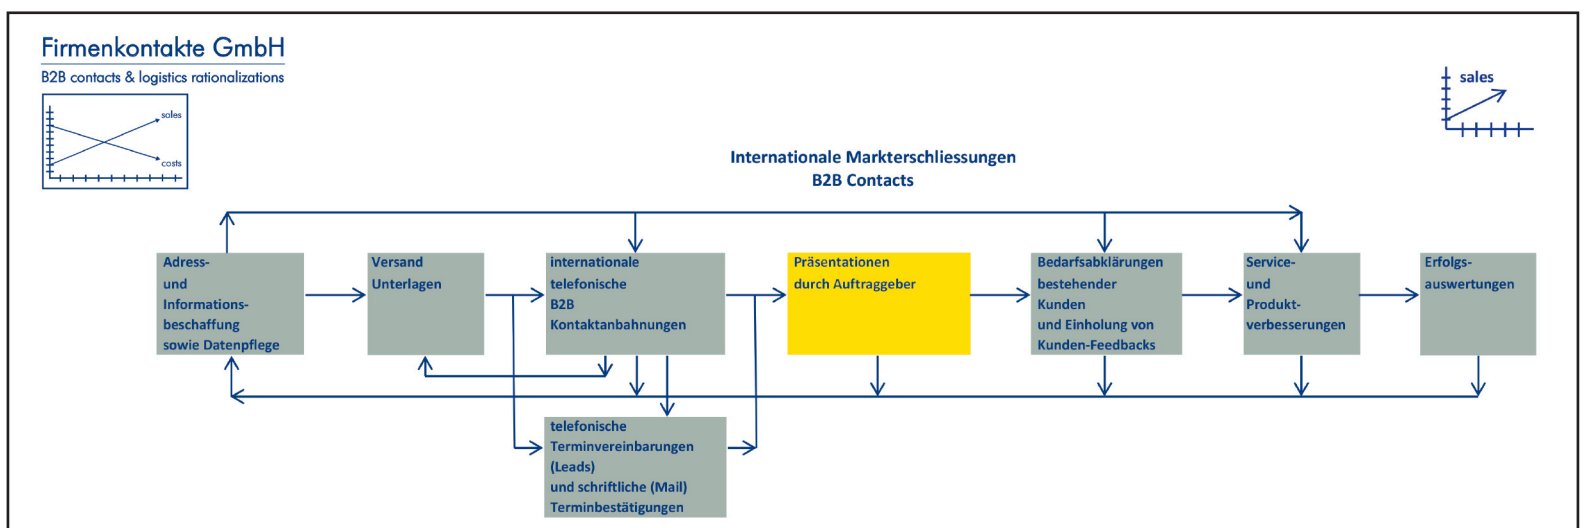 Firmenkontakte GmbH
B2B contacts & logistics rationalizations
sales
costs
sales
Internationale Markterschliessungen
B2B Contacts
Adress-
und
Informations-
beschaffung
sowie Datenpflege
Versand
Unterlagen
internationale
telefonische
B2B
Kontaktanbahnungen
Präsentationen
durch Auftraggeber
Bedarfsabklärungen
bestehender
Kunden
und Einholung von
Kunden-Feedbacks
Service-
und
Produkt-
verbesserungen
Erfolgs-
auswertungen
telefonische
Terminvereinbarungen
(Leads)
und schriftliche (Mail)
Terminbestätigungen